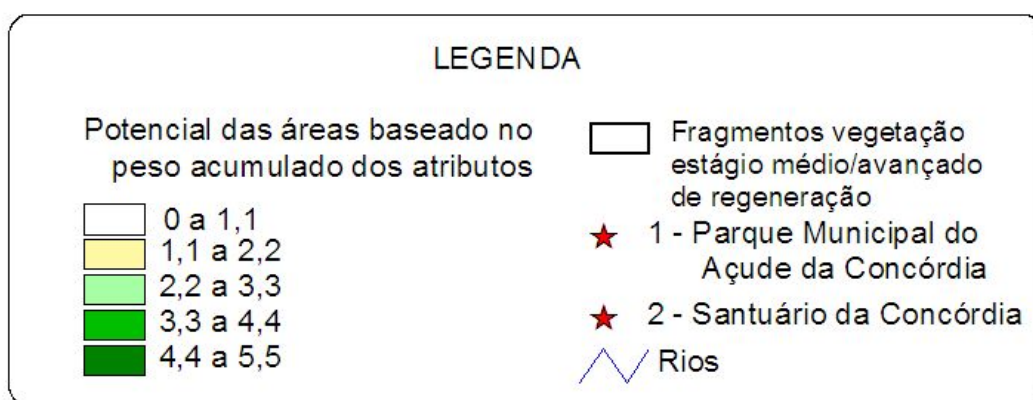 LEGENDA
Potencial das áreas baseado no
peso acumulado dos atributos
0 a 1,1
1,1 a 2,2
2,2 a 3,3
3,3 a 4,4
4,4 a 5,5
Fragmentos vegetação
estágio médio/avançado
de regeneração
1 - Parque Municipal do
Açude da Concórdia
2 - Santuário da Concórdia
Rios